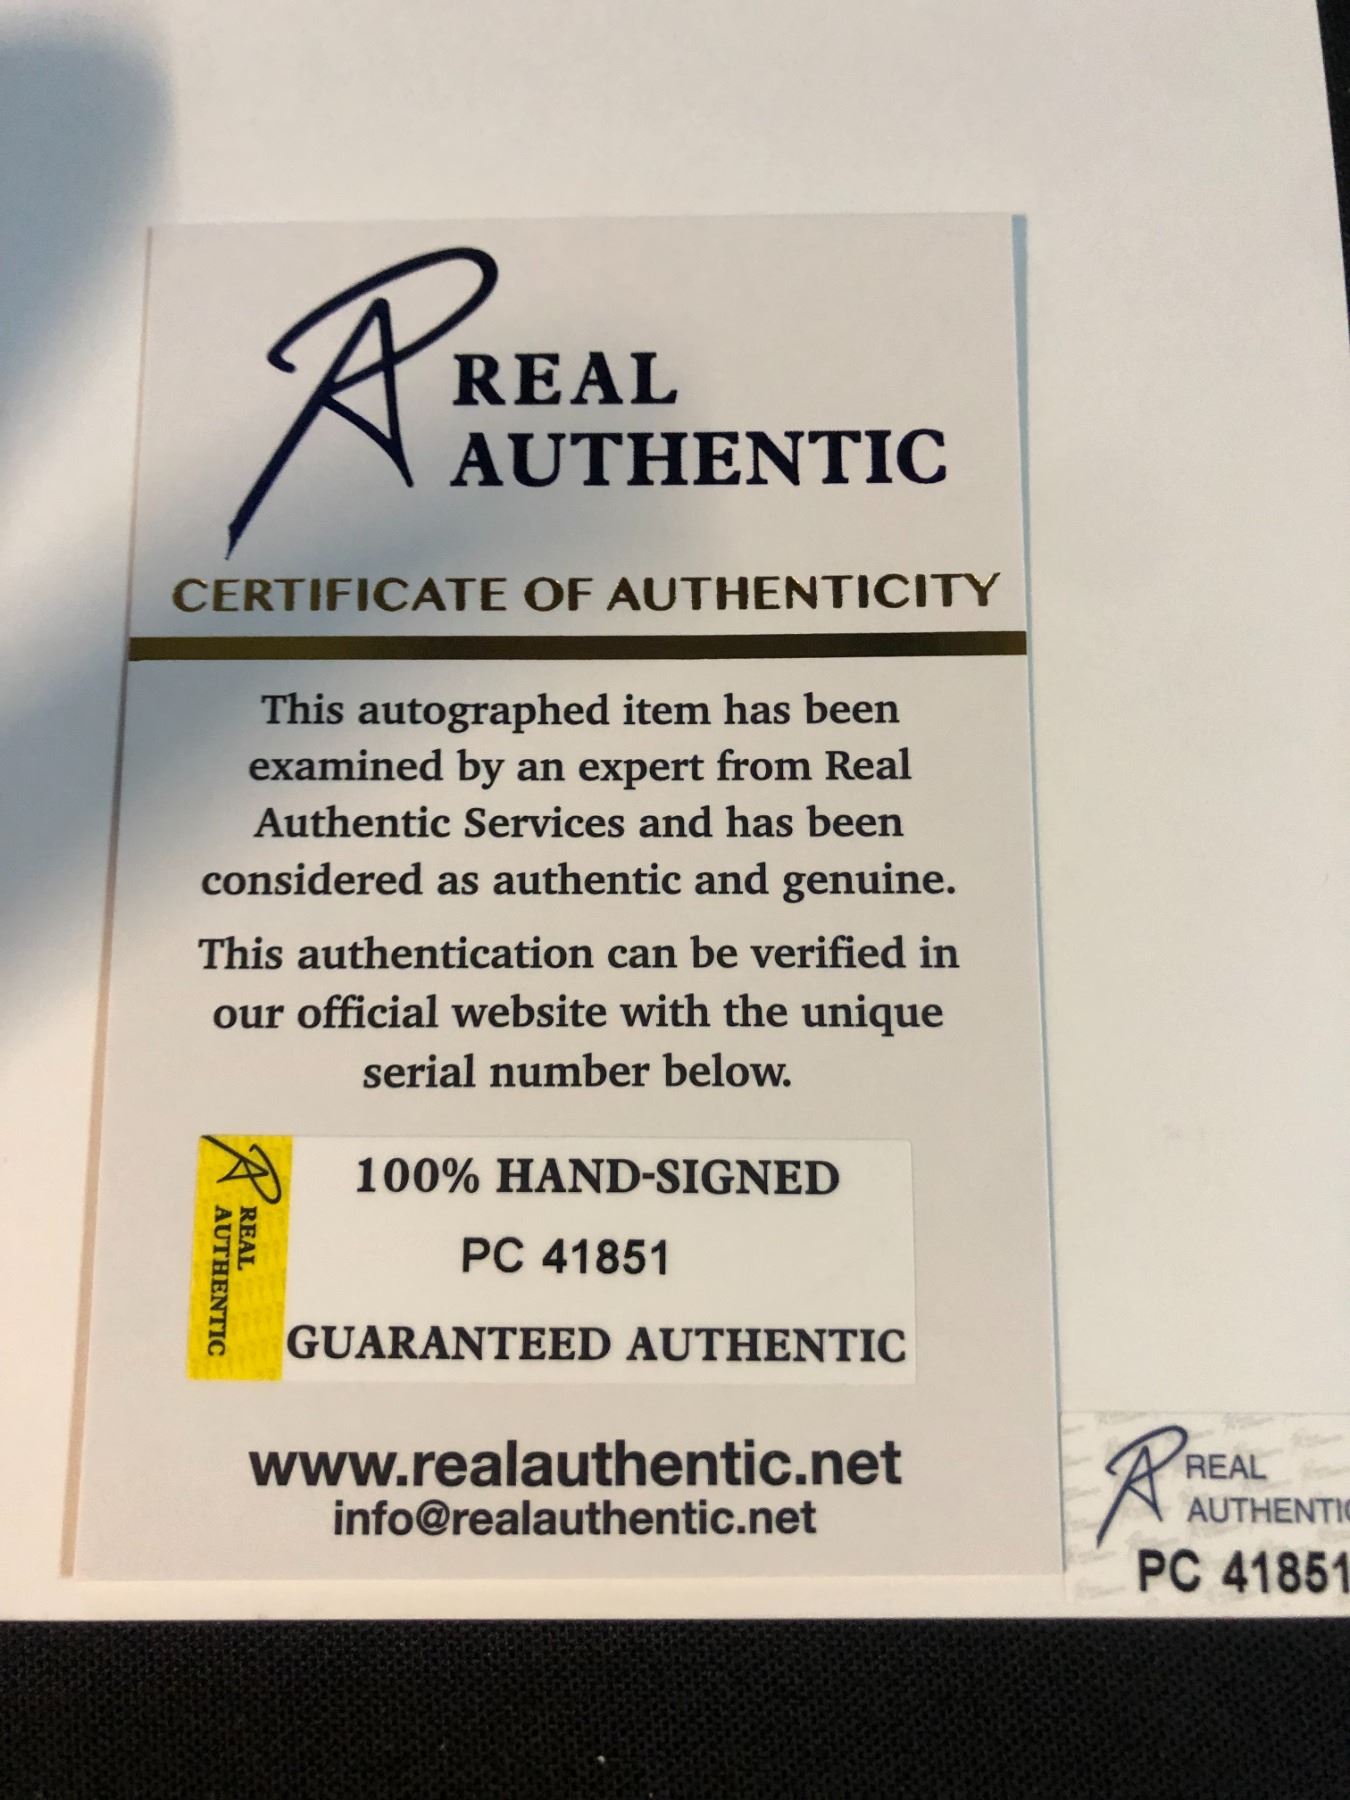 REAL
AUTHENTIC
CERTIFICATE OF AUTHENTICITY
This autographed item has been
examined by an expert from Real
Authentic Services and has been
considered as authentic and genuine.
This authentication can be verified in
our official website with the unique
serial number below.
REAL
AUTHENTIC
100% HAND-SIGNED
PC 41851
GUARANTEED AUTHENTIC
www.realauthentic.net
info@realauthentic.net
REAL
AUTHENTIC
PC 41851